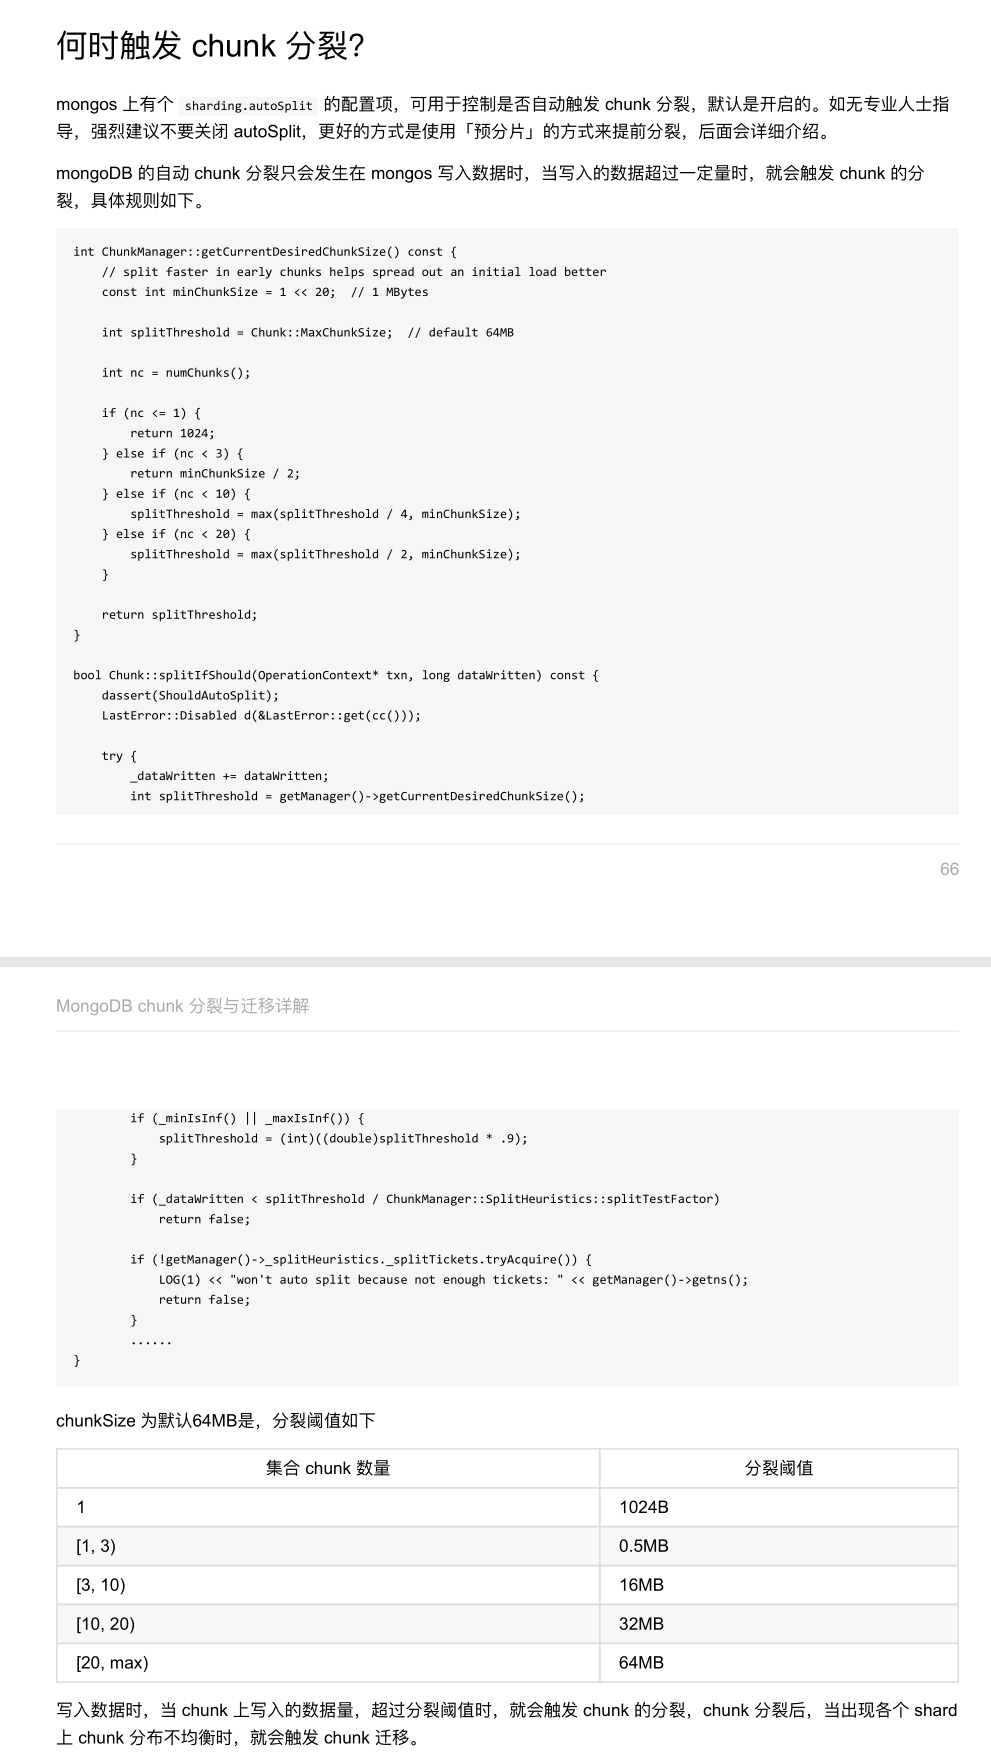 何时触发 chunk 分裂?
mongos 上有个 sharding.autoSplit 的配置项，可用于控制是否自动触发 chunk 分裂，默认是开启的。如无专业人士指
导，强烈建议不要关闭 autoSplit，更好的方式是使用「预分片」的方式来提前分裂，后面会详细介绍。
mongoDB 的自动 chunk 分裂只会发生在 mongos 写入数据时，当写入的数据超过一定量时，就会触发 chunk 的分
裂，具体规则如下。
int ChunkManager::getCurrentDesiredChunkSize() const {
    // split faster in early chunks helps spread out an initial load better
    const int minChunkSize = 1 << 20;  // 1 MBytes
    int splitThreshold = Chunk::MaxChunkSize;  // default 64MB
    int nc = numChunks();
    if (nc <= 1) {
        return 1024;
    } else if (nc < 3) {
        return minChunkSize / 2;
    } else if (nc < 10) {
        splitThreshold = max(splitThreshold / 4, minChunkSize);
    } else if (nc < 20) {
        splitThreshold = max(splitThreshold / 2, minChunkSize);
    }
    return splitThreshold;
}
bool Chunk::splitIfShould(OperationContext* txn, long dataWritten) const {
    dassert(ShouldAutoSplit);
    LastError::Disabled d(&LastError::get(cc()));
    try {
        _dataWritten += dataWritten;
        int splitThreshold = getManager()->getCurrentDesiredChunkSize();
66
MongoDB chunk 分裂与迁移详解
        if (_minIsInf() || _maxIsInf()) {
            splitThreshold = (int)((double)splitThreshold * .9);
        }
        if (_dataWritten < splitThreshold / ChunkManager::SplitHeuristics::splitTestFactor)
            return false;
        if (!getManager()->_splitHeuristics._splitTickets.tryAcquire()) {
            LOG(1) << "won't auto split because not enough tickets: " << getManager()->getns();
            return false;
        }
        ......
}
chunkSize 为默认64MB是，分裂阈值如下
集合 chunk 数量 分裂阈值
1 1024B
[1, 3) 0.5MB
[3, 10) 16MB
[10, 20) 32MB
[20, max) 64MB
写入数据时，当 chunk 上写入的数据量，超过分裂阈值时，就会触发 chunk 的分裂，chunk 分裂后，当出现各个 shard
上 chunk 分布不均衡时，就会触发 chunk 迁移。